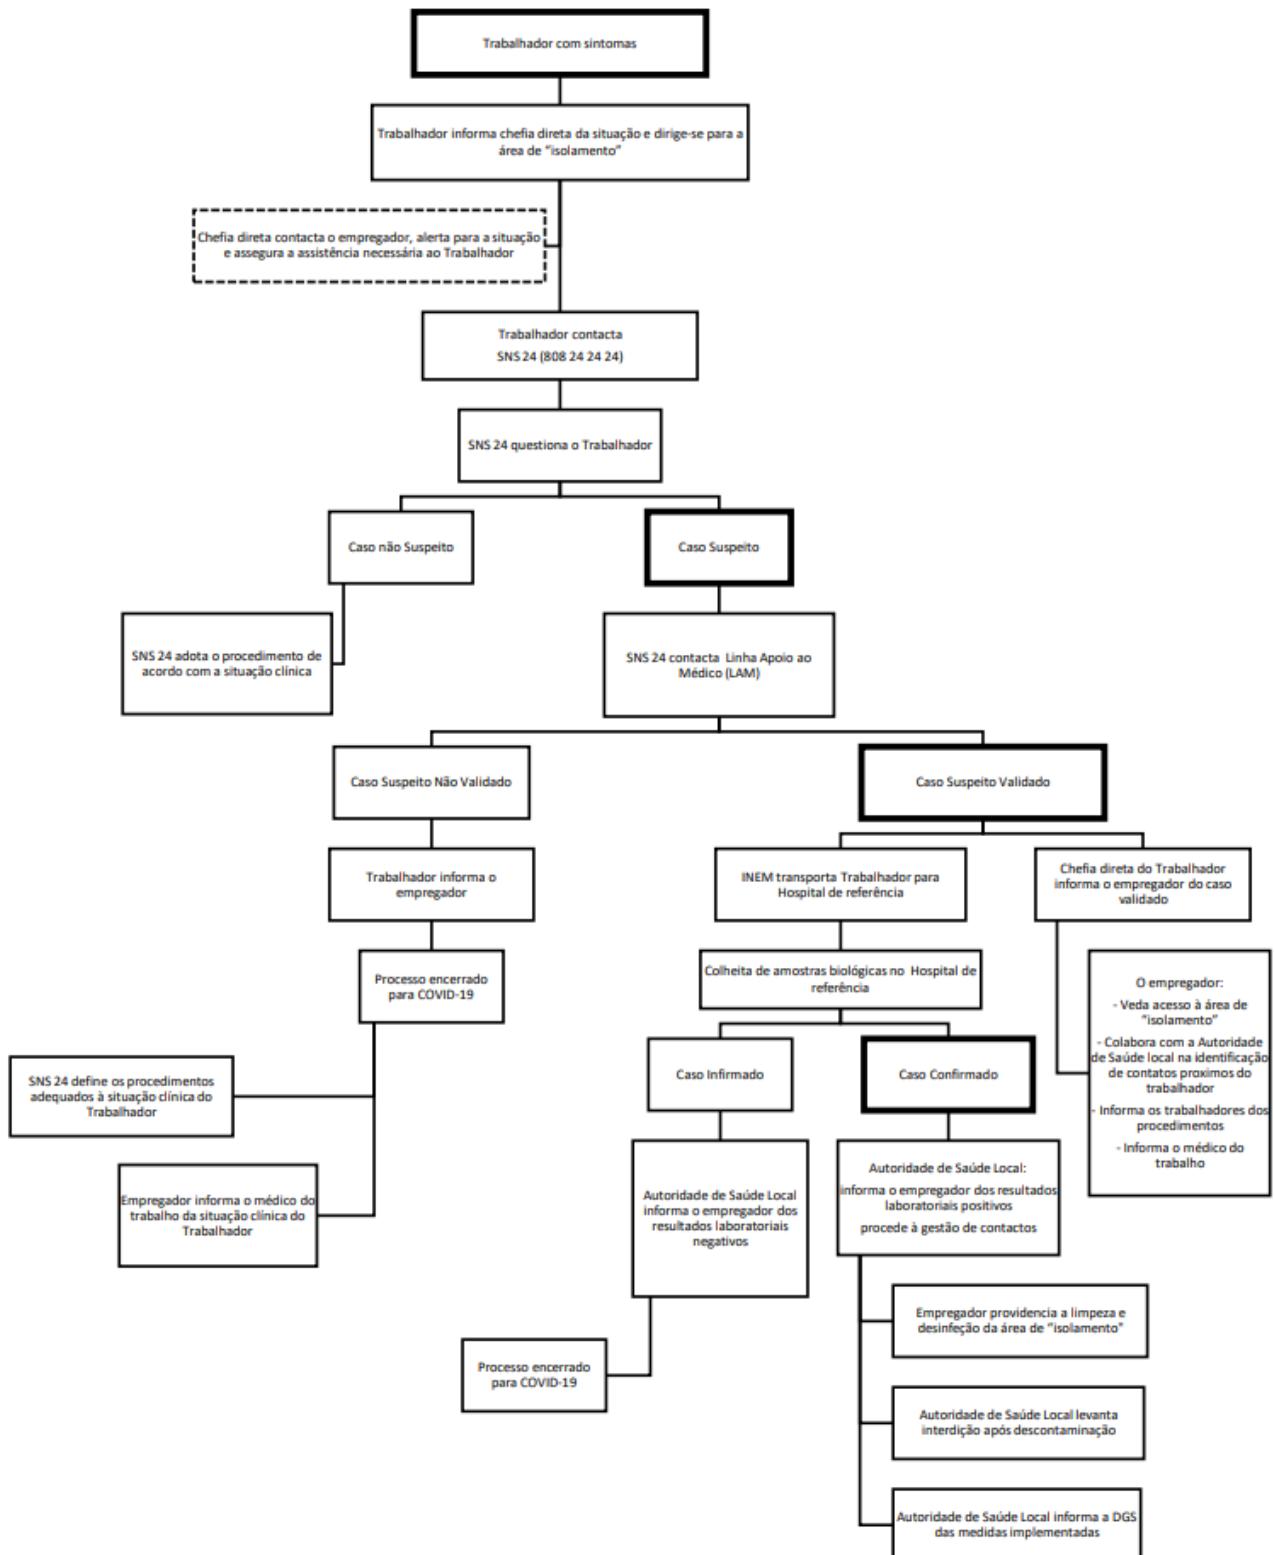 Trabalhador com sintomas
Trabalhador informa chefia direta da situação e dirige-se para a
área de “isolamento”
Chefia direta contacta o empregador, alerta para a situação
e assegura a assistência necessária ao Trabalhador
Trabalhador contacta
SNS 24 (808 24 24 24)
SNS 24 questiona o Trabalhador
Caso não Suspeito
Caso Suspeito
SNS 24 adota o procedimento de
acordo com a situação clínica
SNS 24 contacta Linha Apoio ao
Médico (LAM)
Caso Suspeito Não Validado
Caso Suspeito Validado
Trabalhador informa o
empregador
INEM transporta Trabalhador para
Hospital de referência
Chefia direta do Trabalhador
informa o empregador do caso
validado
Processo encerrado
para COVID-19
Colheita de amostras biológicas no Hospital de
referência
O empregador:
- Veda acesso à área de
“isolamento”
- Colabora com a Autoridade
de Saúde local na identificação
de contatos proximos do
trabalhador
- Informa os trabalhadores dos
procedimentos
- Informa o médico do
trabalho
SNS 24 define os procedimentos
adequados à situação clínica do
Trabalhador
Caso Infirmado
Caso Confirmado
Empregador informa o médico do
trabalho da situação clínica do
Trabalhador
Autoridade de Saúde Local
informa o empregador dos
resultados laboratoriais
negativos
Autoridade de Saúde Local:
informa o empregador dos resultados
laboratoriais positivos
procede à gestão de contactos
Processo encerrado
para COVID-19
Empregador providencia a limpeza e
desinfeção da área de “isolamento”
Autoridade de Saúde Local levanta
interdição após descontaminação
Autoridade de Saúde Local informa a DGS
das medidas implementadas